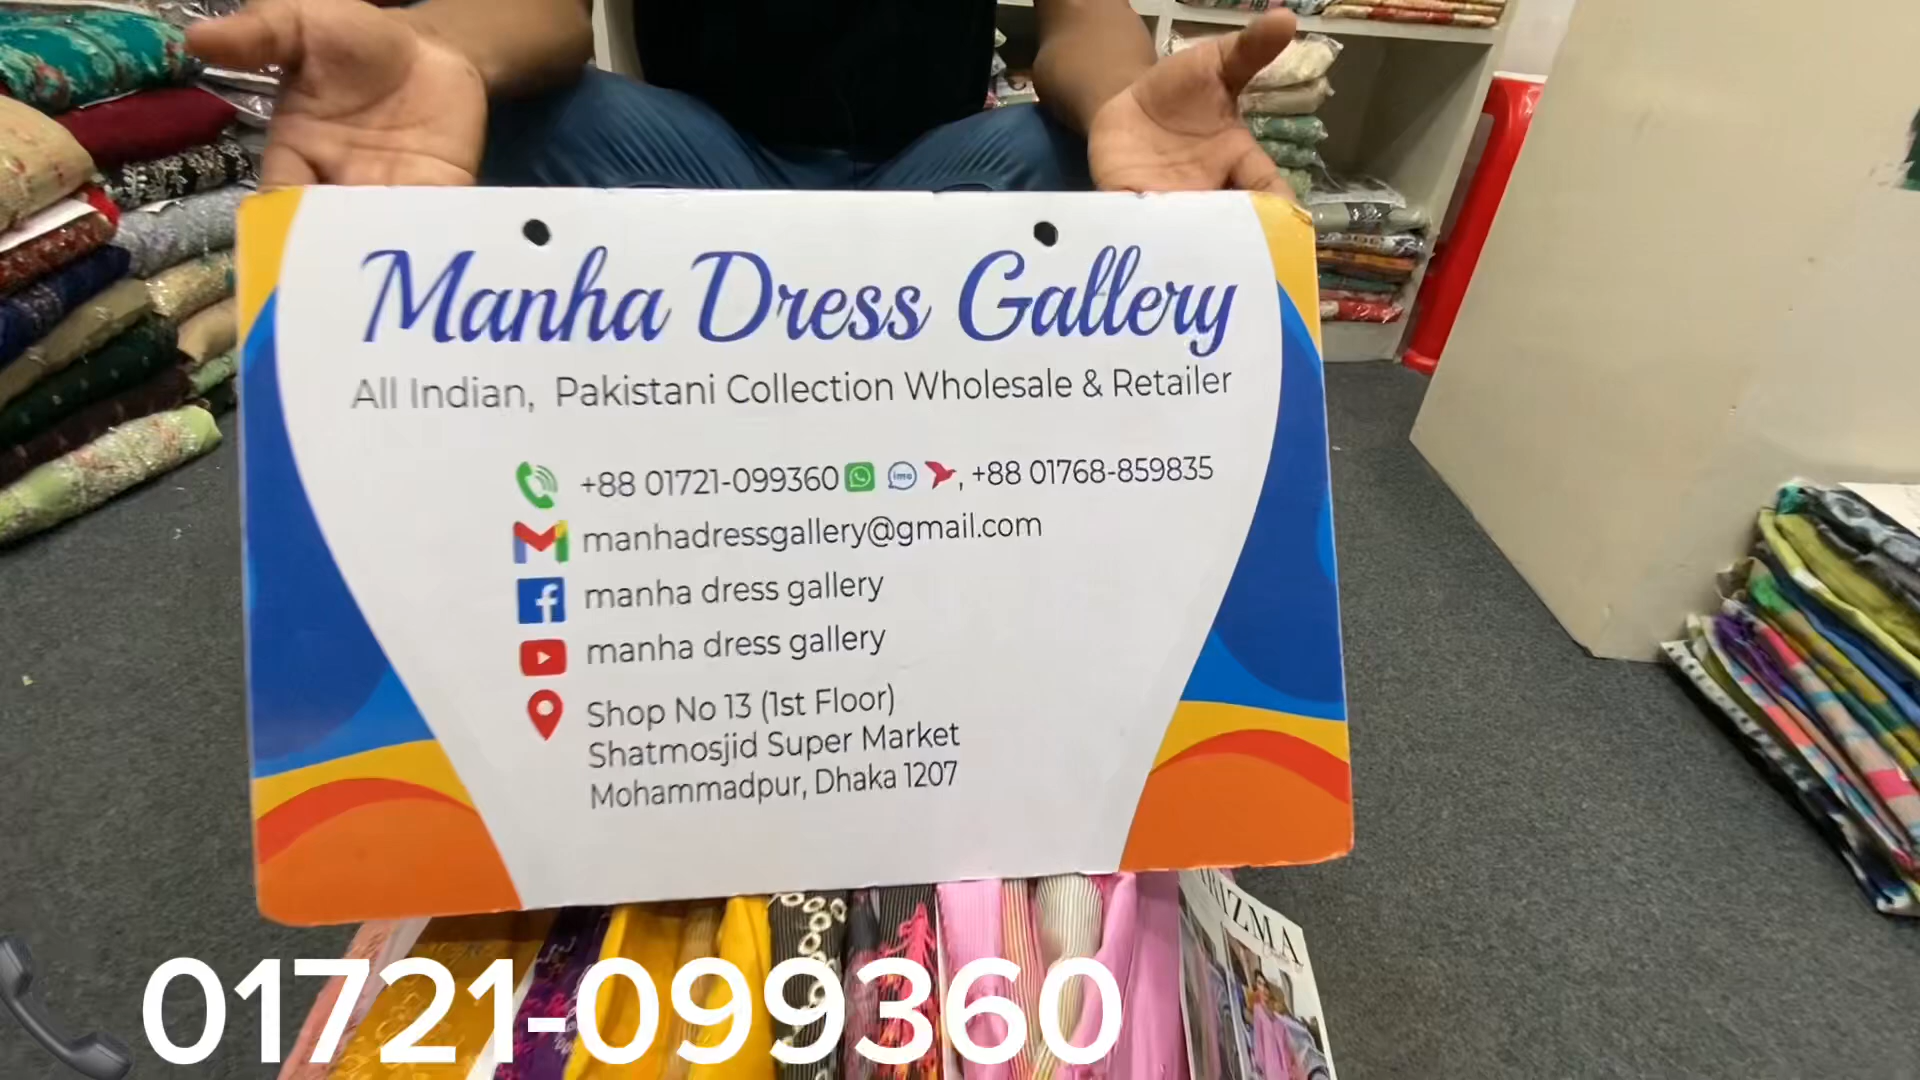 Manha Dress Gallery
All Indian, Pakistani Collection Wholesale & Retailer
+88 01721-099360 imo , +88 01768-859835
manhadressgallery@gmail.com
manha dress gallery
manha dress gallery
Shop No 13 (1st Floor)
Shatmosjid Super Market
Mohammadpur, Dhaka 1207
01721-099360